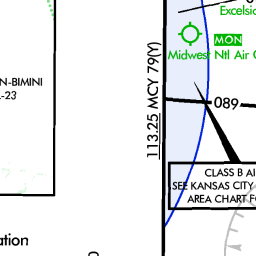 Excelsi
MON
Midwest Ntl Air
N-BIMINI
-23
113.25 MCY 79(Y)
089
CLASS B AI
SEE KANSAS CITY
AREA CHART F
ation